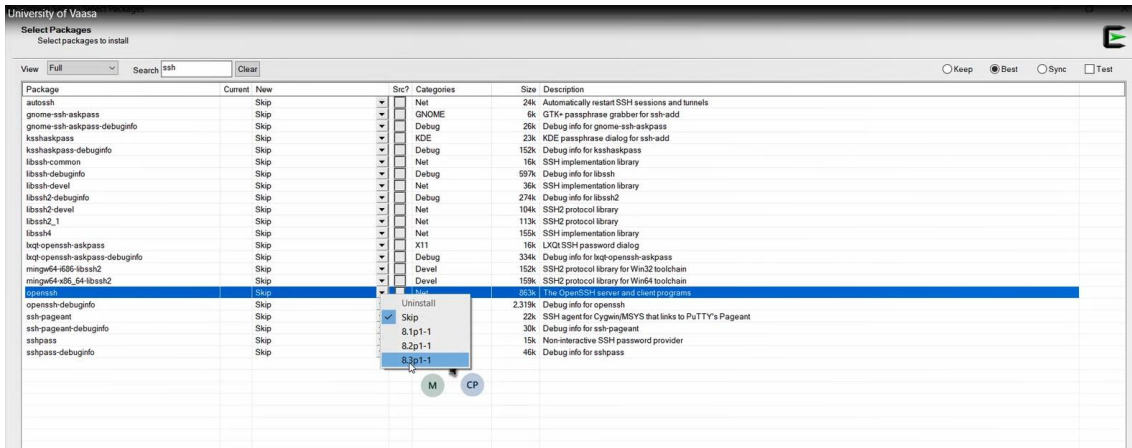 University of Vaasa
Select Packages
Select packages to install
View Full Search ssh Clear Keep Best Sync Test
Package Current New Src? Categories Size Description
autossh Skip Net 24k Automatically restart SSH sessions and tunnels
gnome-ssh-askpass Skip GNOME 6k GTK+ passphrase grabber for ssh-add
gnome-ssh-askpass-debuginfo Skip Debug 26k Debug info for gnome-ssh-askpass
ksshaskpass Skip KDE 23k KDE passphrase dialog for ssh-add
ksshaskpass-debuginfo Skip Debug 152k Debug info for ksshaskpass
libssh-common Skip Net 16k SSH implementation library
libssh-debuginfo Skip Debug 597k Debug info for libssh
libssh-devel Skip Net 36k SSH implementation library
libssh2-debuginfo Skip Debug 274k Debug info for libssh2
libssh2-devel Skip Net 104k SSH2 protocol library
libssh2_1 Skip Net 113k SSH2 protocol library
libssh4 Skip Net 155k SSH implementation library
lxqt-openssh-askpass Skip X11 16k LXQt SSH password dialog
lxqt-openssh-askpass-debuginfo Skip Debug 334k Debug info for lxqt-openssh-askpass
mingw64-i686-libssh2 Skip Devel 152k SSH2 protocol library for Win32 toolchain
mingw64-x86_64-libssh2 Skip Devel 159k SSH2 protocol library for Win64 toolchain
openssh Skip Net 863k The OpenSSH server and client programs
openssh-debuginfo Skip 2,319k Debug info for openssh
ssh-pageant Skip 22k SSH agent for Cygwin/MSYS that links to PuTTY's Pageant
ssh-pageant-debuginfo Skip 30k Debug info for ssh-pageant
sshpass Skip 15k Non-interactive SSH password provider
sshpass-debuginfo Skip 46k Debug info for sshpass
Uninstall
Skip
8.1p1-1
8.2p1-1
8.3p1-1
M CP